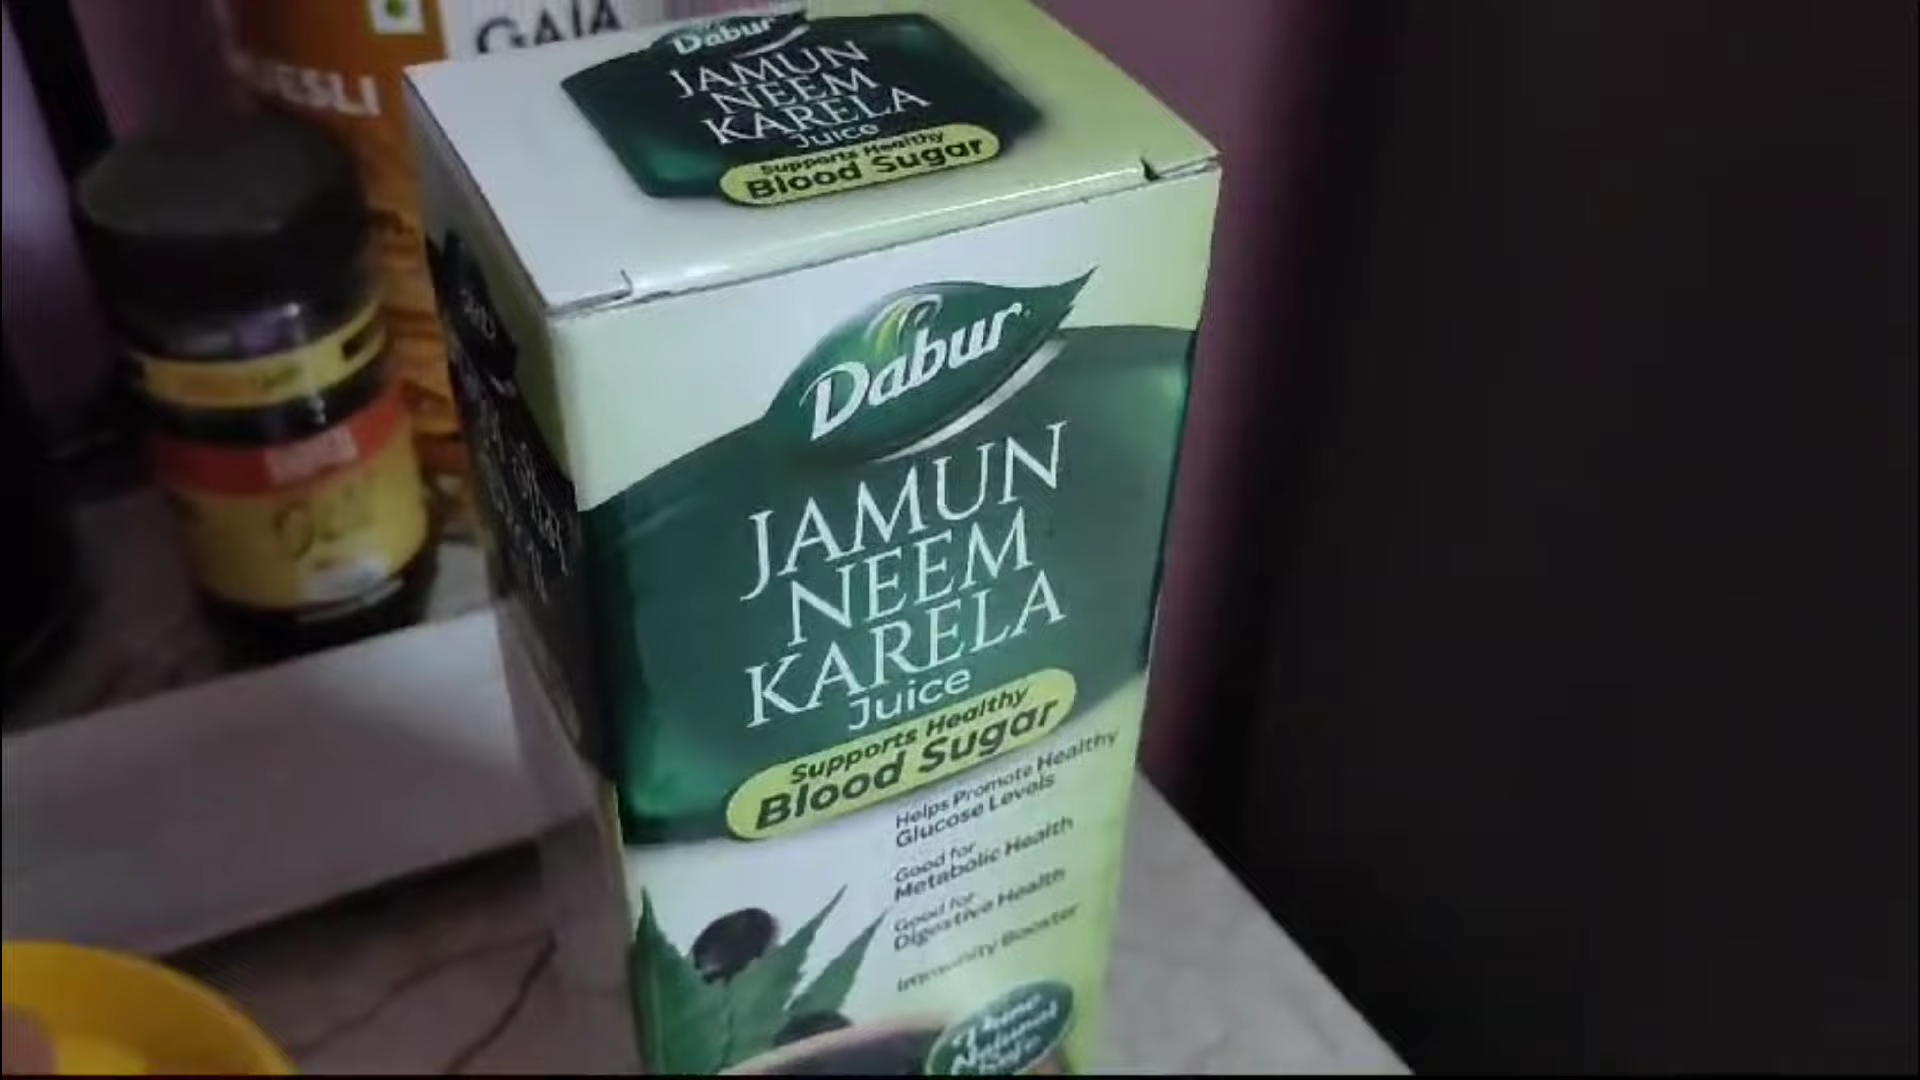 GAIA
Dabur
JAMUN
NEEM
KARELA
Juice
Supports Healthy
Blood Sugar
Dabur
JAMUN
NEEM
KARELA
Juice
Supports Healthy
Blood Sugar
Helps Promote Healthy
Glucose Levels
Good for
Metabolic Health
Good for
Digestive Health
Immunity Booster